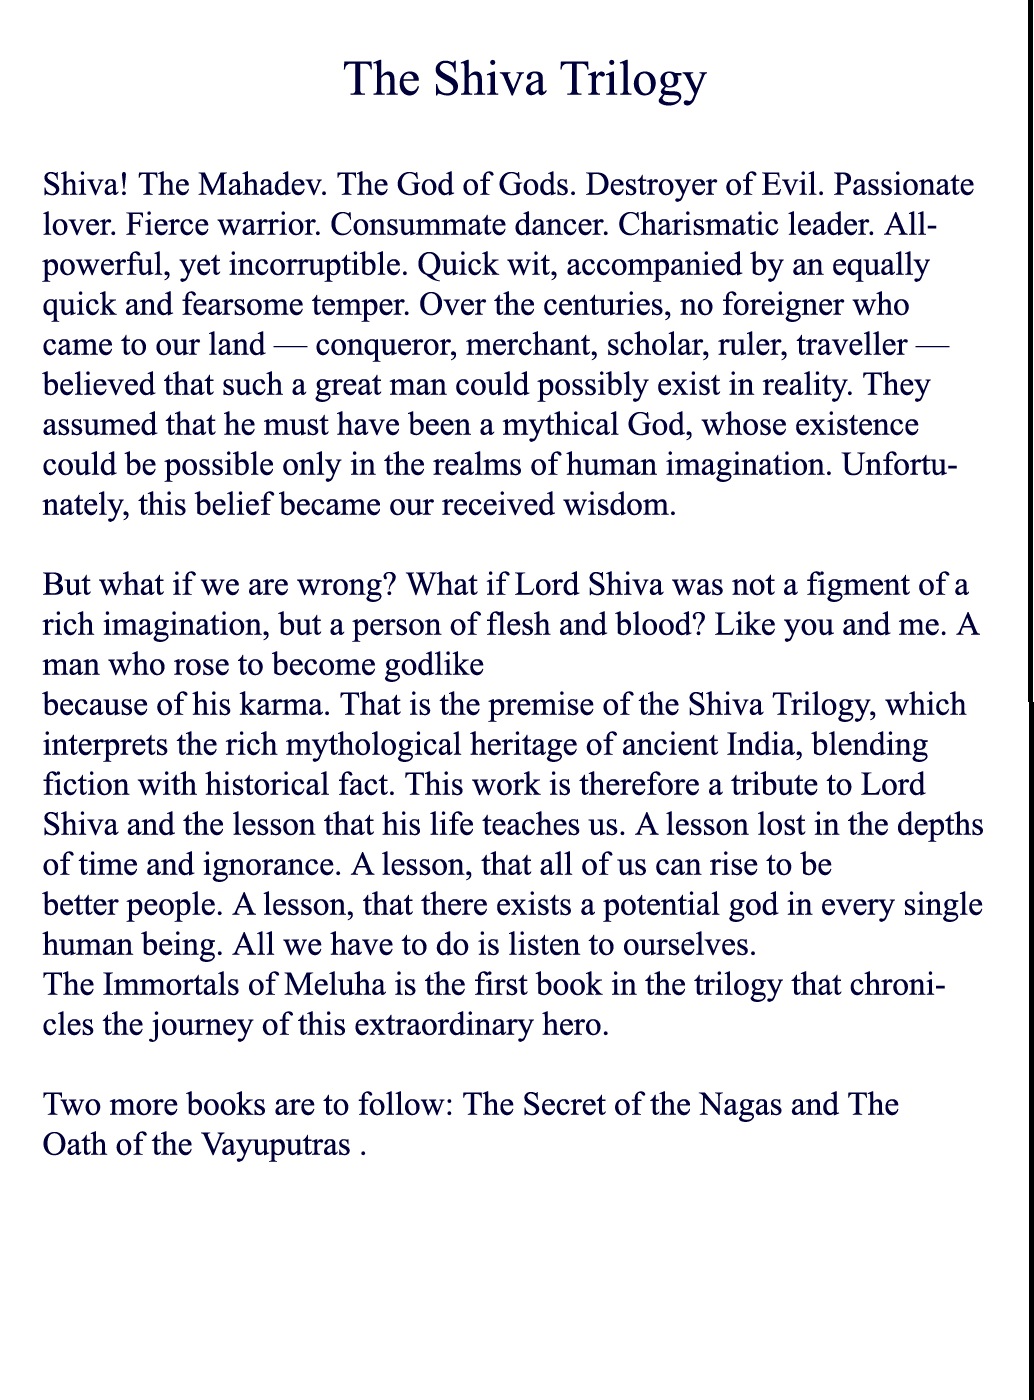 The Shiva Trilogy
Shiva! The Mahadev. The God of Gods. Destroyer of Evil. Passionate
lover. Fierce warrior. Consummate dancer. Charismatic leader. All-
powerful, yet incorruptible. Quick wit, accompanied by an equally
quick and fearsome temper. Over the centuries, no foreigner who
came to our land — conqueror, merchant, scholar, ruler, traveller —
believed that such a great man could possibly exist in reality. They
assumed that he must have been a mythical God, whose existence
could be possible only in the realms of human imagination. Unfortu-
nately, this belief became our received wisdom.
But what if we are wrong? What if Lord Shiva was not a figment of a
rich imagination, but a person of flesh and blood? Like you and me. A
man who rose to become godlike
because of his karma. That is the premise of the Shiva Trilogy, which
interprets the rich mythological heritage of ancient India, blending
fiction with historical fact. This work is therefore a tribute to Lord
Shiva and the lesson that his life teaches us. A lesson lost in the depths
of time and ignorance. A lesson, that all of us can rise to be
better people. A lesson, that there exists a potential god in every single
human being. All we have to do is listen to ourselves.
The Immortals of Meluha is the first book in the trilogy that chroni-
cles the journey of this extraordinary hero.
Two more books are to follow: The Secret of the Nagas and The
Oath of the Vayuputras .